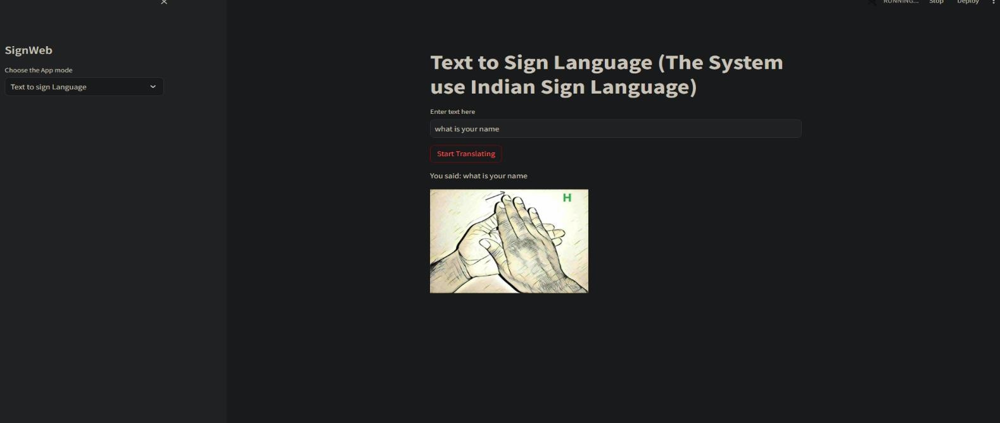 RUNNING...
Stop
Deploy
SignWeb
Choose the App mode
Text to sign Language
Text to Sign Language (The System
use Indian Sign Language)
Enter text here
what is your name
Start Translating
You said: what is your name
H